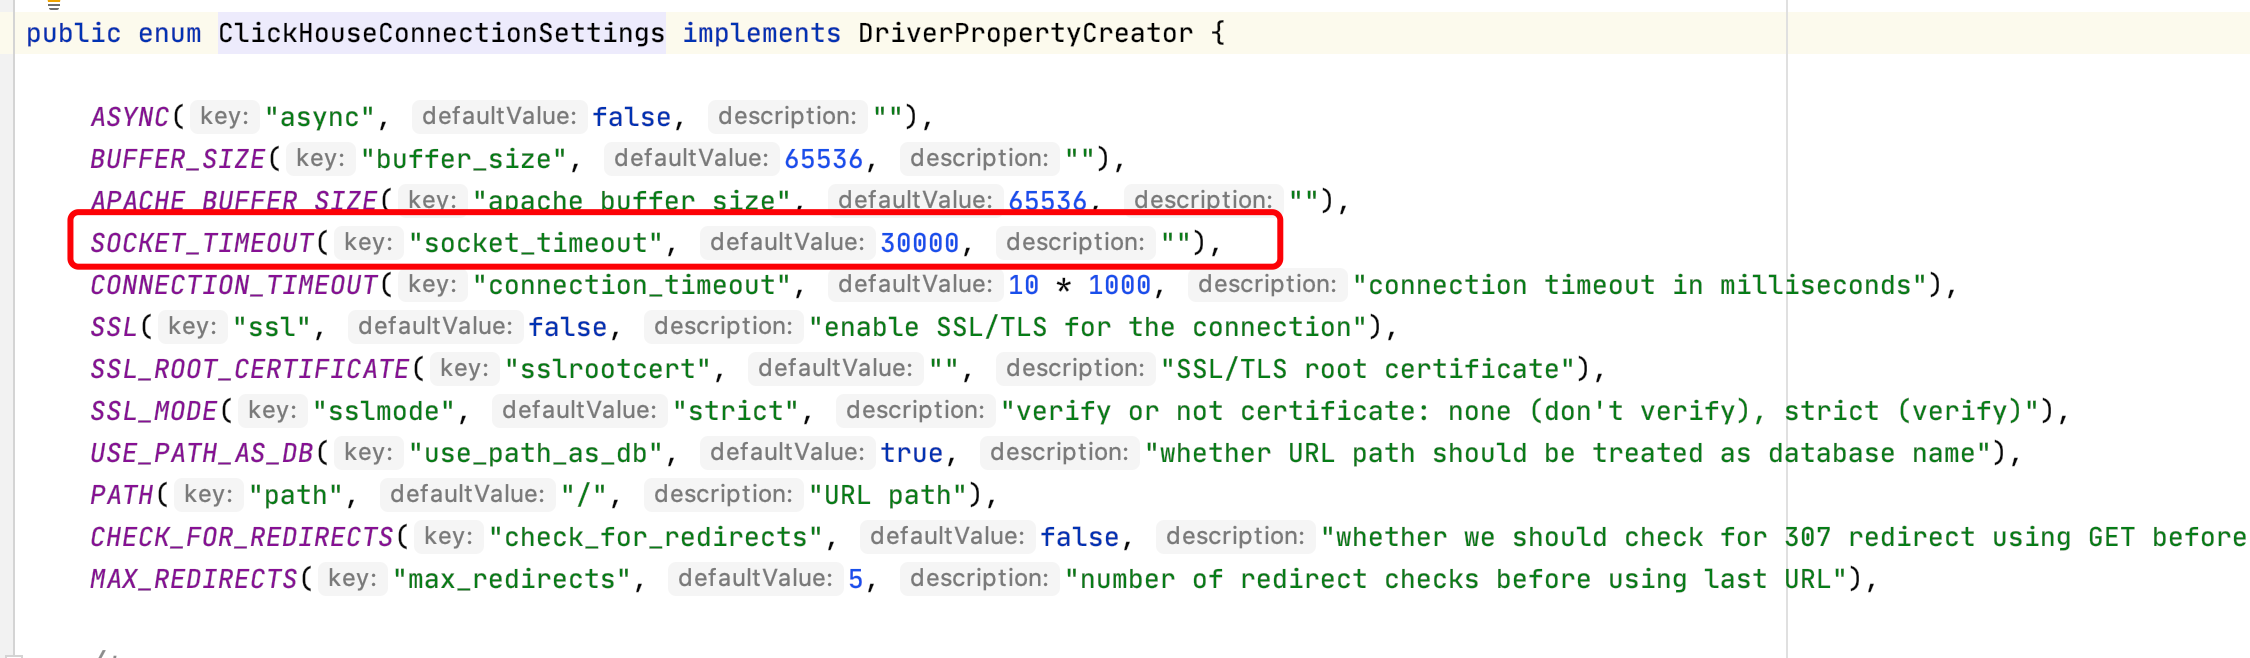 public enum ClickHouseConnectionSettings implements DriverPropertyCreator {
ASYNC( key: "async", defaultValue: false, description: ""),
BUFFER_SIZE( key: "buffer_size", defaultValue: 65536, description: ""),
APACHE_BUFFER_SIZE( key: "apache_buffer_size", defaultValue: 65536, description: ""),
SOCKET_TIMEOUT( key: "socket_timeout", defaultValue: 30000, description: ""),
CONNECTION_TIMEOUT( key: "connection_timeout", defaultValue: 10 * 1000, description: "connection timeout in milliseconds"),
SSL( key: "ssl", defaultValue: false, description: "enable SSL/TLS for the connection"),
SSL_ROOT_CERTIFICATE( key: "sslrootcert", defaultValue: "", description: "SSL/TLS root certificate"),
SSL_MODE( key: "sslmode", defaultValue: "strict", description: "verify or not certificate: none (don't verify), strict (verify)"),
USE_PATH_AS_DB( key: "use_path_as_db", defaultValue: true, description: "whether URL path should be treated as database name"),
PATH( key: "path", defaultValue: "/", description: "URL path"),
CHECK_FOR_REDIRECTS( key: "check_for_redirects", defaultValue: false, description: "whether we should check for 307 redirect using GET before
MAX_REDIRECTS( key: "max_redirects", defaultValue: 5, description: "number of redirect checks before using last URL"),